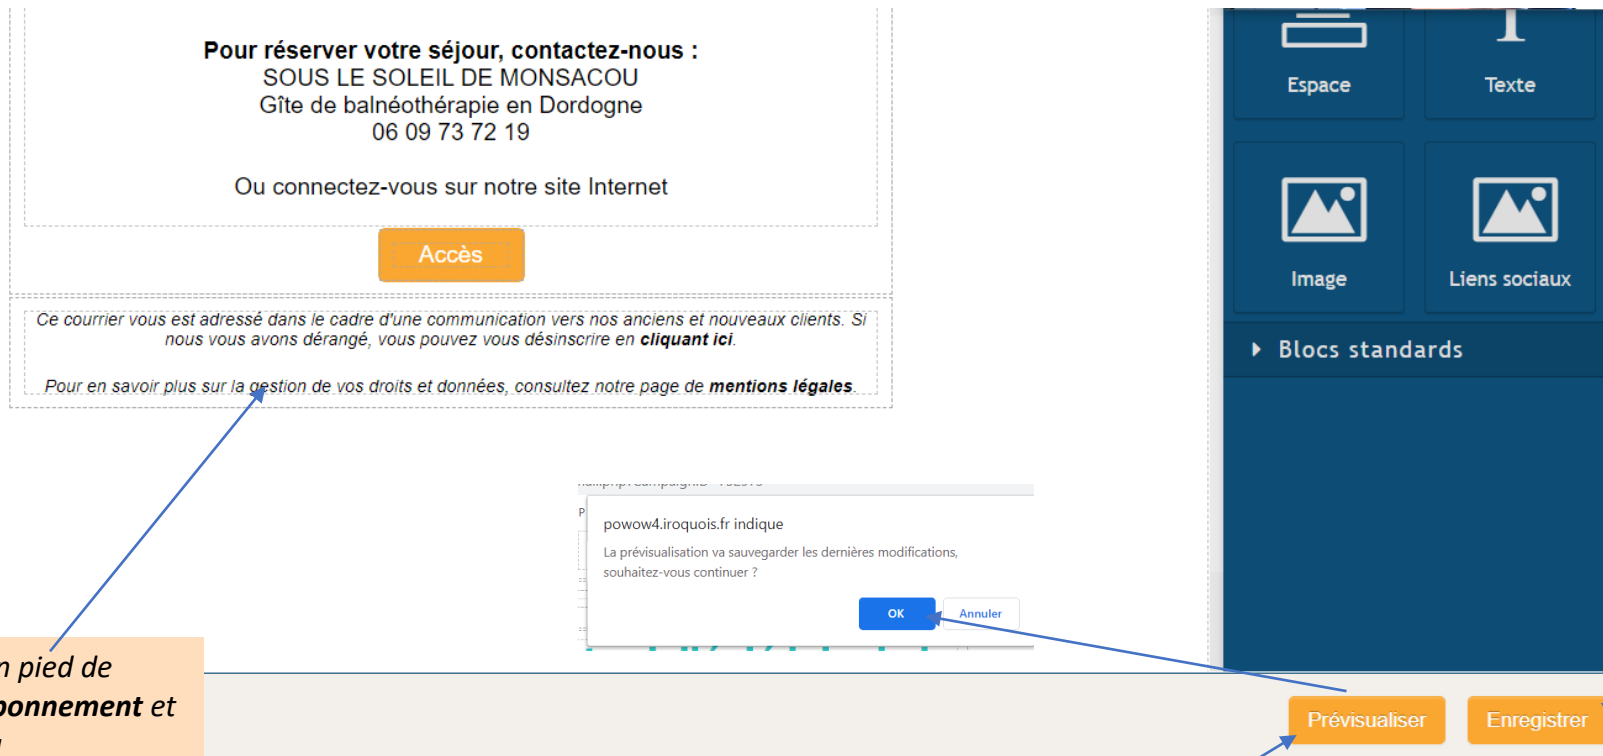 Pour réserver votre séjour, contactez-nous :
SOUS LE SOLEIL DE MONSACOU
Gîte de balnéothérapie en Dordogne
06 09 73 72 19
Ou connectez-vous sur notre site Internet
Accès
Ce courrier vous est adressé dans le cadre d'une communication vers nos anciens et nouveaux clients. Si
nous vous avons dérangé, vous pouvez vous désinscrire en cliquant ici.
Pour en savoir plus sur la gestion de vos droits et données, consultez notre page de mentions légales.
Espace
Texte
Image
Liens sociaux
Blocs standards
powow4.iroquois.fr indique
La prévisualisation va sauvegarder les dernières modifications,
souhaitez-vous continuer ?
OK
Annuler
n pied de
onnement et
Prévisualiser
Enregistrer